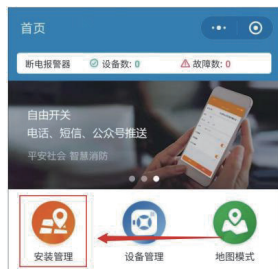 首页
断电报警器 设备数: 0 故障数: 0
自由开关
电话、短信、公众号推送
平安社会 智慧消防
安装管理 设备管理 地图模式